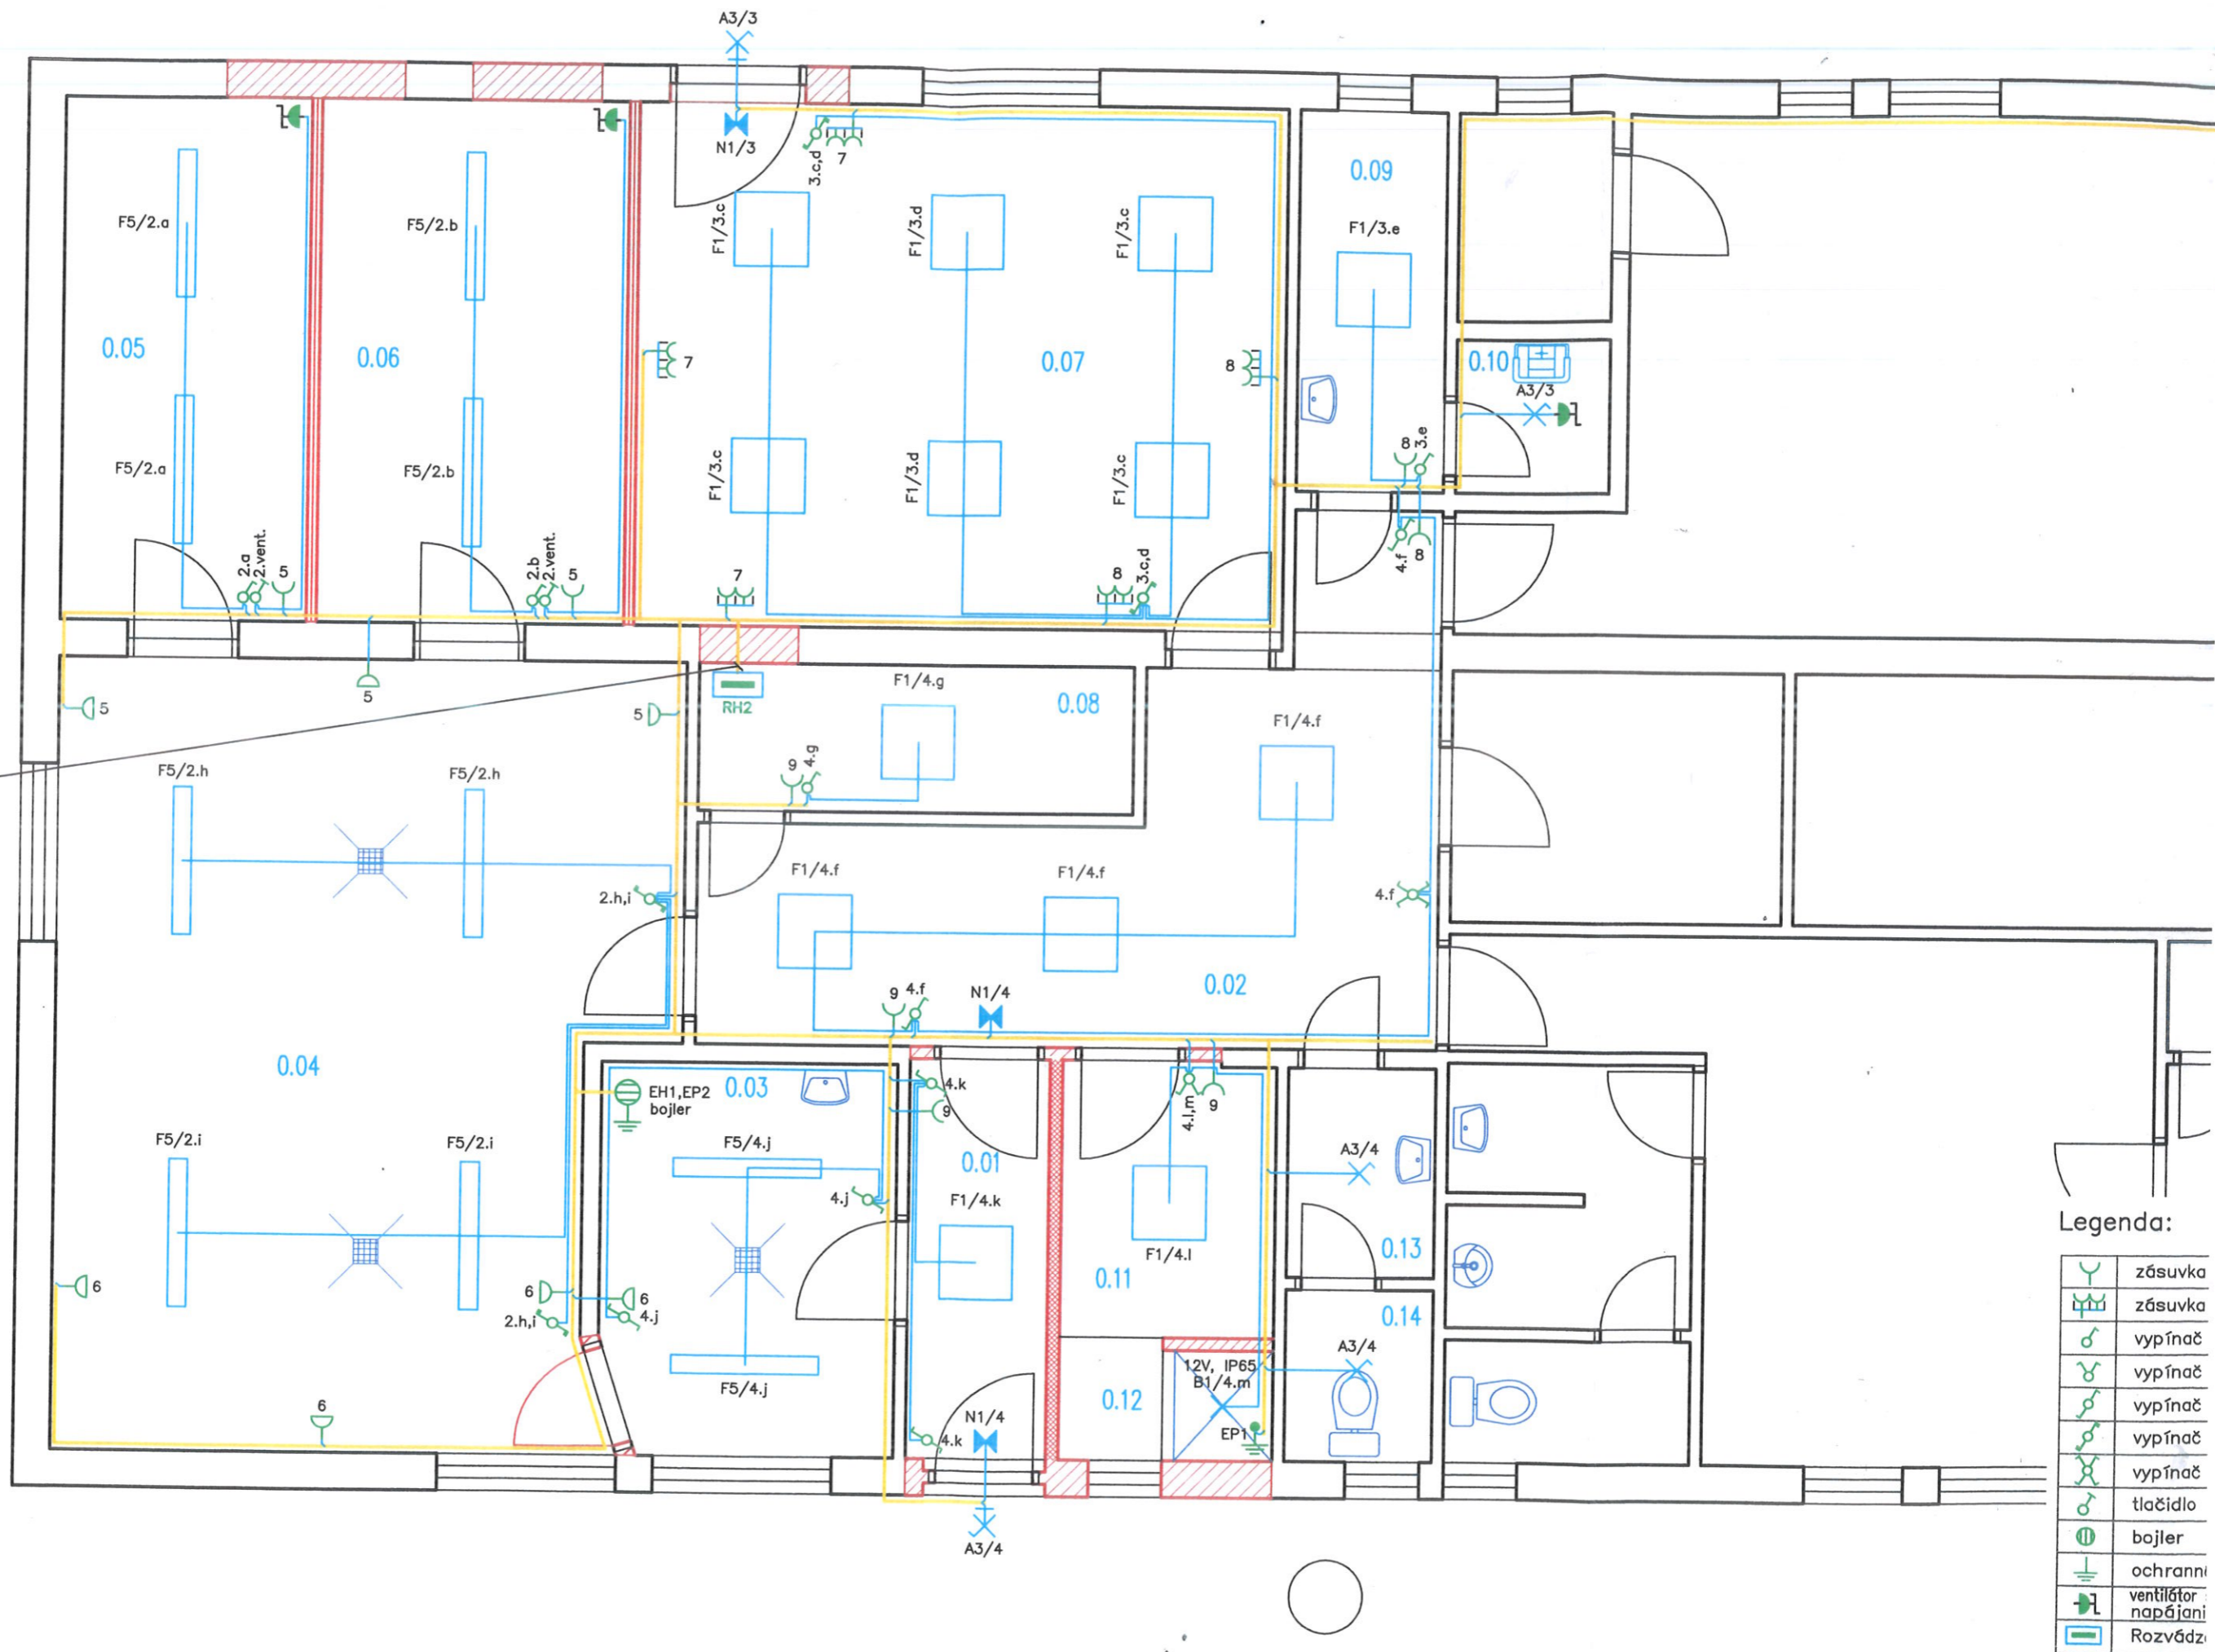 A3/3
N1/3
3.c,d
7
0.09
F5/2.a
F5/2.b
F1/3.c
F1/3.d
F1/3.c
F1/3.e
0.05
0.06
7
0.07
8
0.10
A3/3
F5/2.a
F5/2.b
F1/3.c
F1/3.d
F1/3.c
8
3.e
2.a
2.vent.
5
2.b
2.vent.
5
7
8
3.c,d
4.f
8
5
5
5
RH2
F1/4.g
0.08
F1/4.f
9
4.g
F5/2.h
F5/2.h
2.h,i
F1/4.f
F1/4.f
4.f
0.02
9
4.f
N1/4
0.04
EH1,EP2
bojler
0.03
4.k
9
4.l,m
9
F5/2.i
F5/2.i
F5/4.j
4.j
0.01
F1/4.k
A3/4
F1/4.l
0.13
0.11
6
6
6
2.h,i
4.j
0.14
F5/4.j
12V, IP65
B1/4.m
A3/4
0.12
6
N1/4
4.k
EP1
A3/4
Legenda:
zásuvka
zásuvka
vypínač
vypínač
vypínač
vypínač
vypínač
tlačidlo
bojler
ochrann
ventilátor
napájani
Rozvádz